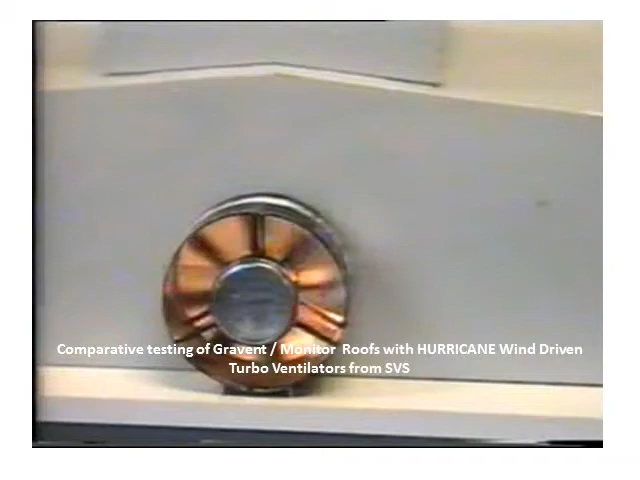 Comparative testing of Gravent / Monitor Roofs with HURRICANE Wind Driven
Turbo Ventilators from SVS